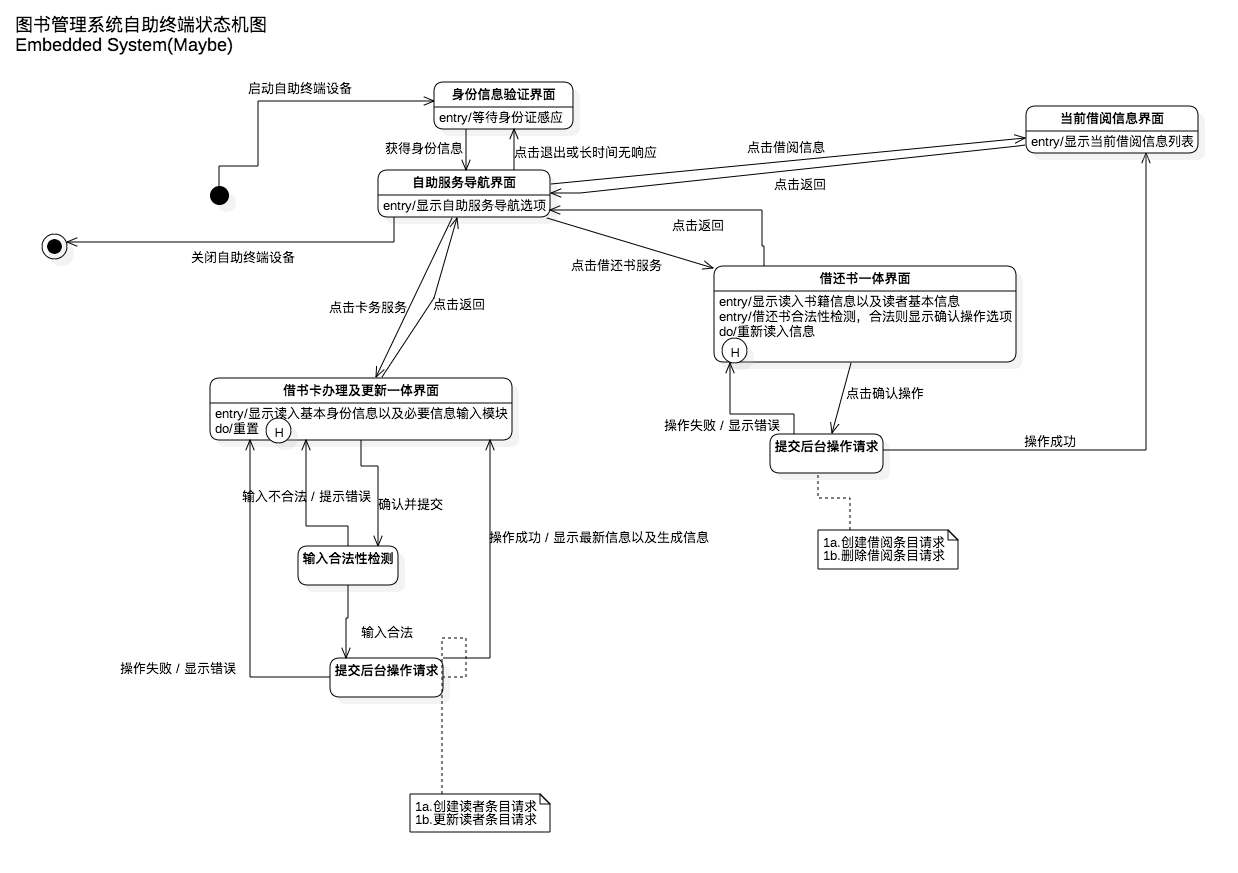 图书管理系统自助终端状态机图
Embedded System(Maybe)
启动自助终端设备
身份信息验证界面
entry/等待身份证感应
当前借阅信息界面
entry/显示当前借阅信息列表
获得身份信息
点击退出或长时间无响应
点击借阅信息
点击返回
自助服务导航界面
entry/显示自助服务导航选项
点击返回
关闭自助终端设备
点击借还书服务
点击卡务服务
点击返回
借还书一体界面
entry/显示读入书籍信息以及读者基本信息
entry/借还书合法性检测，合法则显示确认操作选项
do/重新读入信息
H
借书卡办理及更新一体界面
entry/显示读入基本身份信息以及必要信息输入模块
do/重置
H
点击确认操作
操作失败 / 显示错误
提交后台操作请求
操作成功
输入不合法 / 提示错误
确认并提交
操作成功 / 显示最新信息以及生成信息
1a.创建借阅条目请求
1b.删除借阅条目请求
输入合法性检测
输入合法
操作失败 / 显示错误
提交后台操作请求
1a.创建读者条目请求
1b.更新读者条目请求